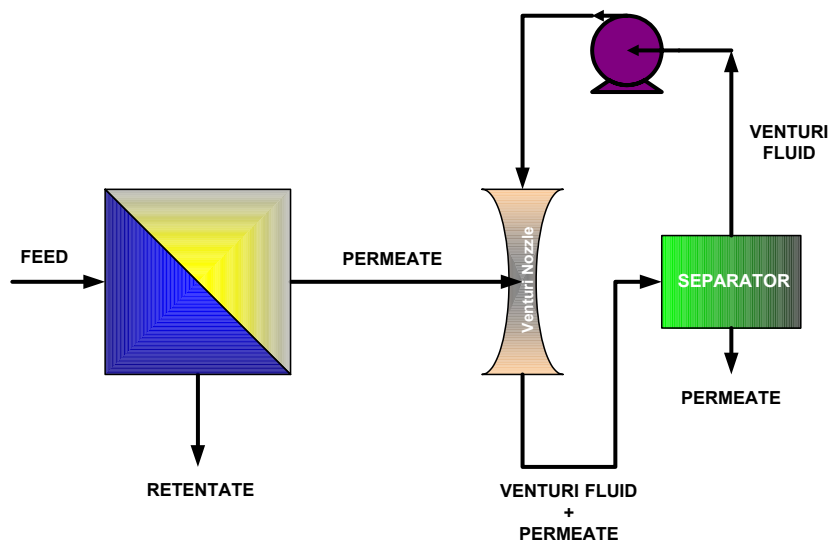 VENTURI
FLUID
FEED
PERMEATE
Venturi Nozzle
SEPARATOR
PERMEATE
RETENTATE
VENTURI FLUID
+
PERMEATE